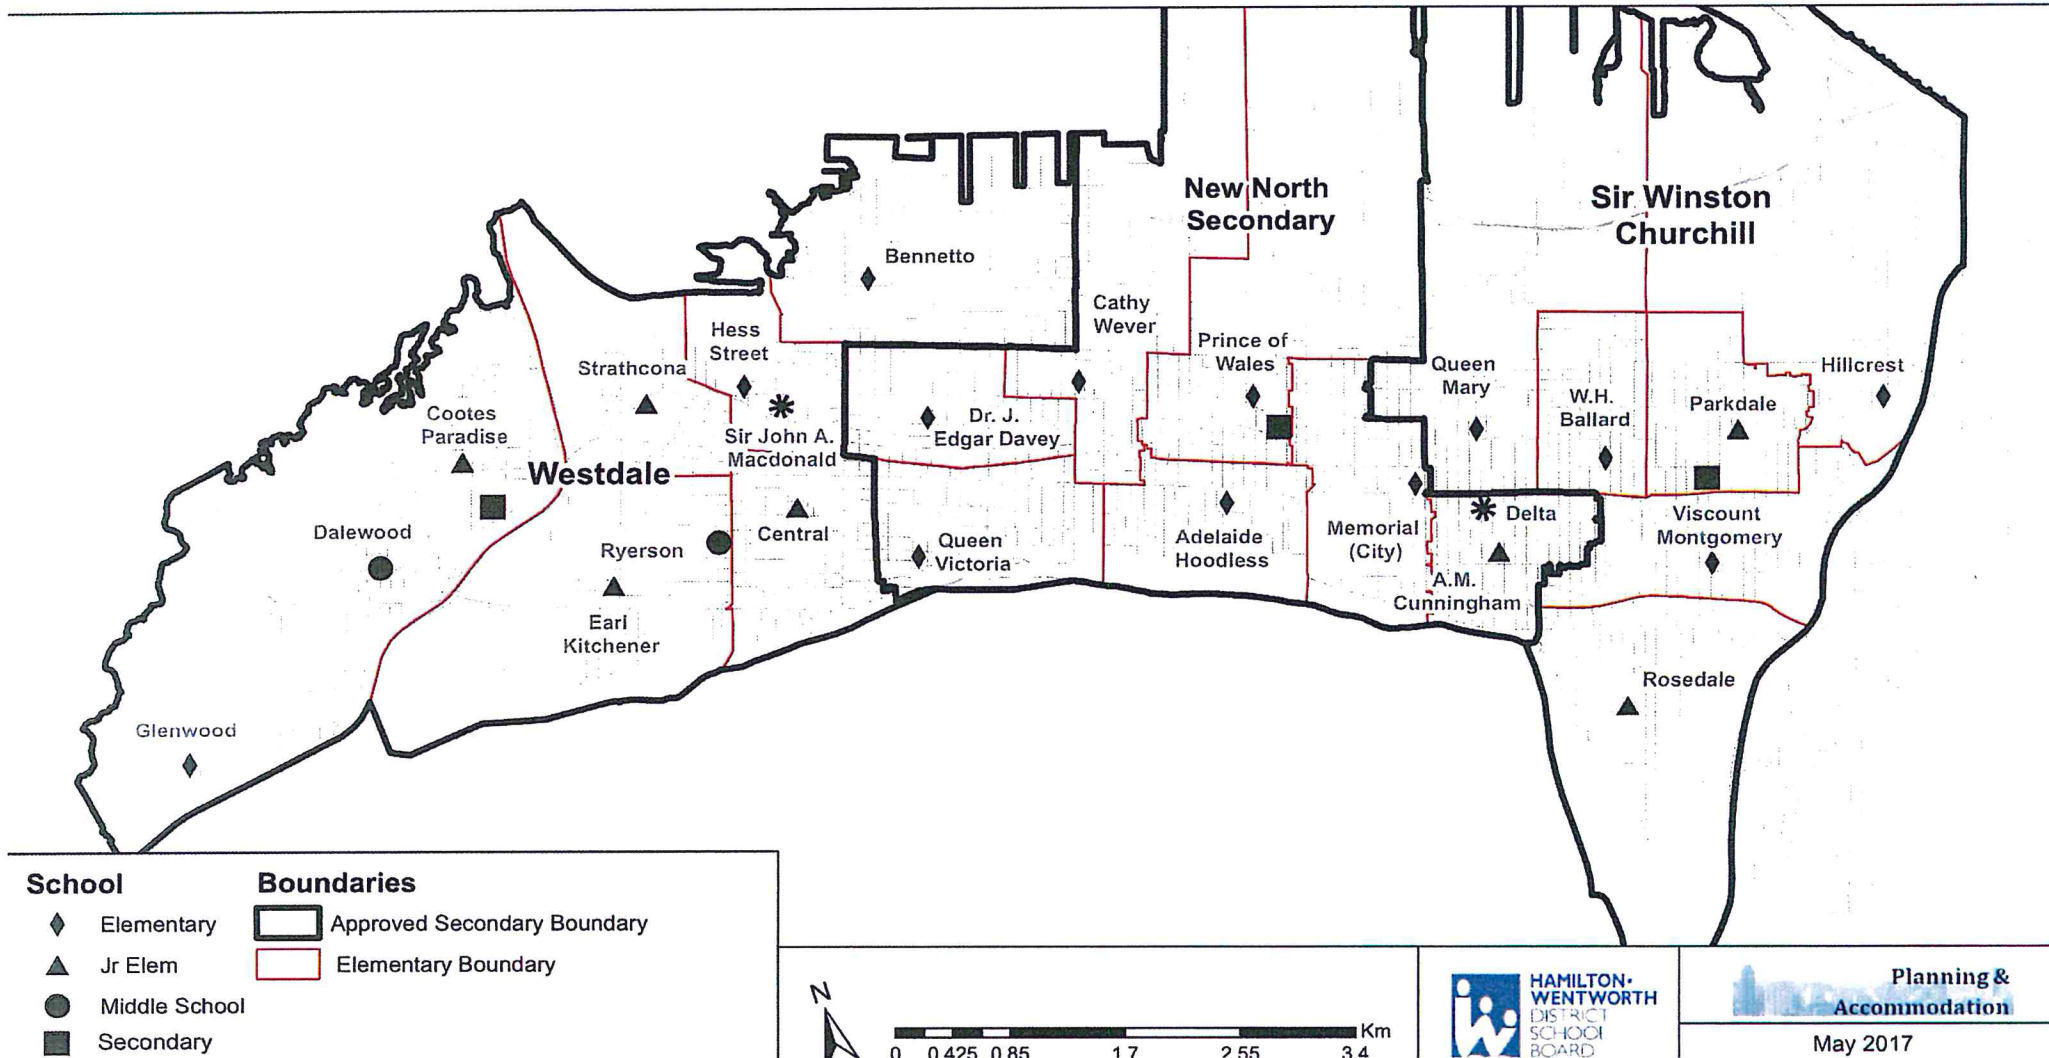 New North
Secondary
Sir Winston
Churchill
Bennetto
Cathy
Wever
Hess
Street
Prince of
Wales
Strathcona
Queen
Mary
Hillcrest
W.H.
Ballard
Parkdale
Cootes
Paradise
Dr. J.
Edgar Davey
Sir John A.
Macdonald
Westdale
Dalewood
Ryerson
Central
Queen
Victoria
Adelaide
Hoodless
Memorial
(City)
Delta
Viscount
Montgomery
A.M.
Cunningham
Earl
Kitchener
Rosedale
Glenwood
School
Elementary
Jr Elem
Middle School
Secondary
Boundaries
Approved Secondary Boundary
Elementary Boundary
N
Km
0 0.425 0.85 1.7 2.55 3.4
HAMILTON-
WENTWORTH
DISTRICT
SCHOOL
BOARD
Planning &
Accommodation
May 2017